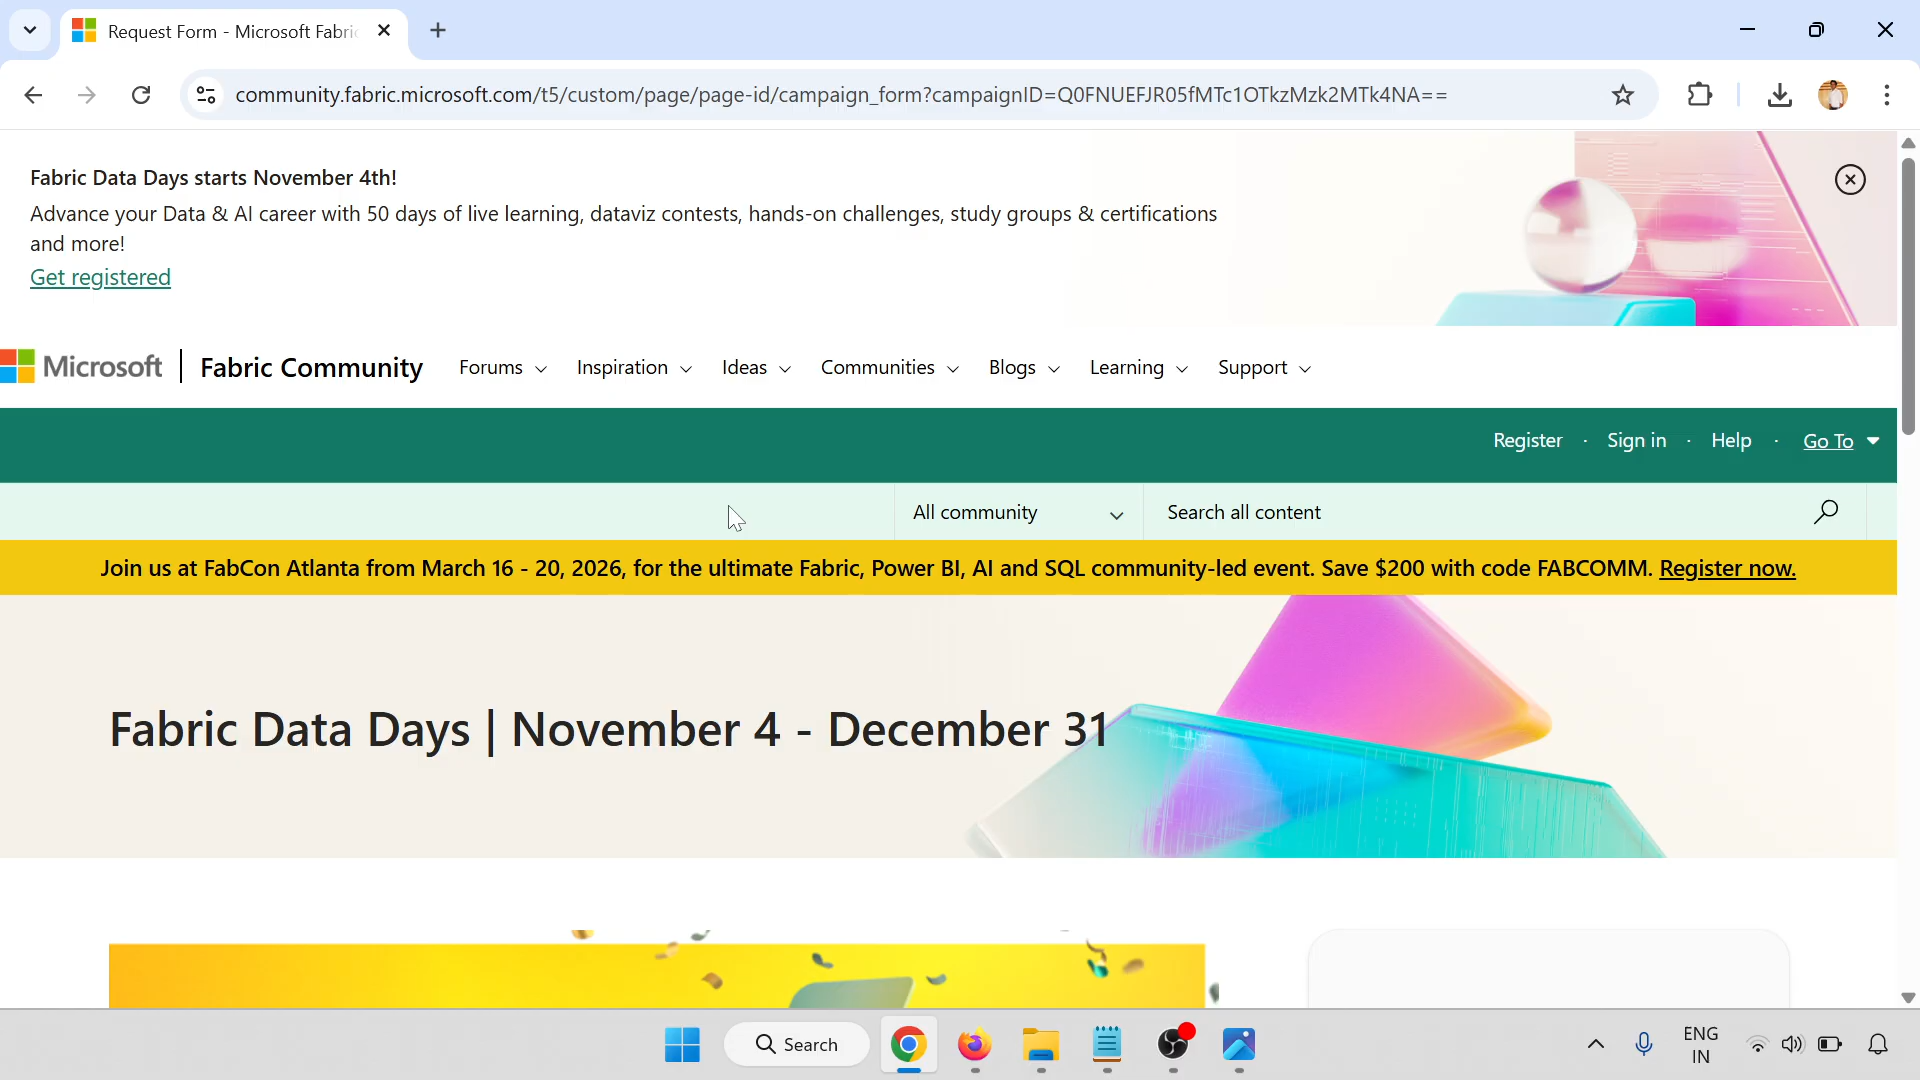 Request Form - Microsoft Fabric
community.fabric.microsoft.com/t5/custom/page/page-id/campaign_form?campaignID=Q0FNUEFJR05fMTc1OTkzMzk2MTk4NA==
Fabric Data Days starts November 4th!
Advance your Data & AI career with 50 days of live learning, dataviz contests, hands-on challenges, study groups & certifications
and more!
Get registered
Microsoft
Fabric Community
Forums
Inspiration
Ideas
Communities
Blogs
Learning
Support
Register · Sign in · Help · Go To
All community
Search all content
Join us at FabCon Atlanta from March 16 - 20, 2026, for the ultimate Fabric, Power BI, AI and SQL community-led event. Save $200 with code FABCOMM. Register now.
Fabric Data Days | November 4 - December 31
Search
ENG
IN